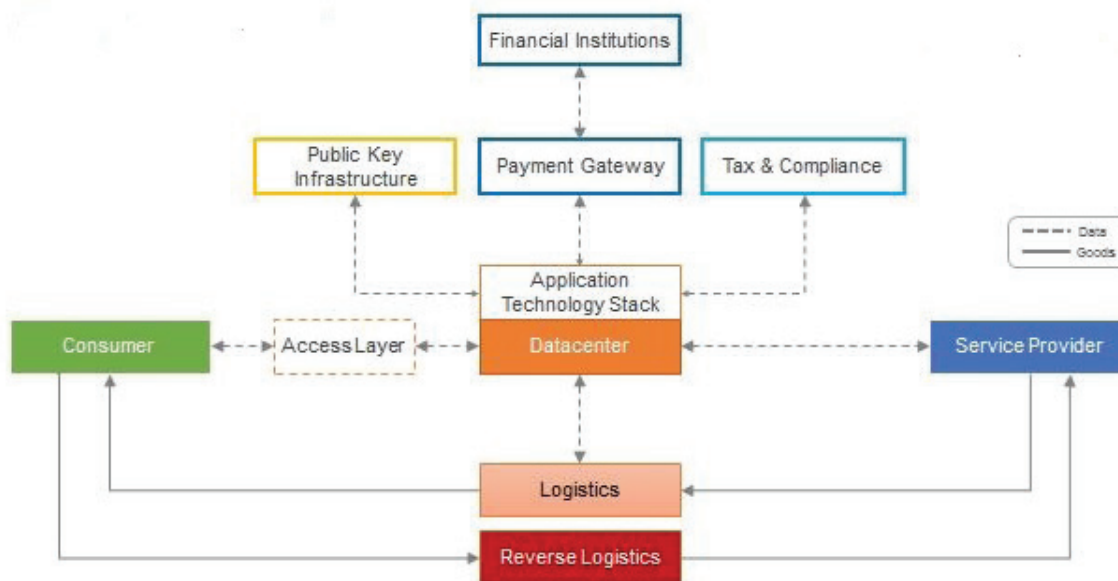 Financial Institutions
Public Key
Infrastructure
Payment Gateway
Tax & Compliance
Data
Goods
Application
Technology Stack
Consumer
Access Layer
Datacenter
Service Provider
Logistics
Reverse Logistics